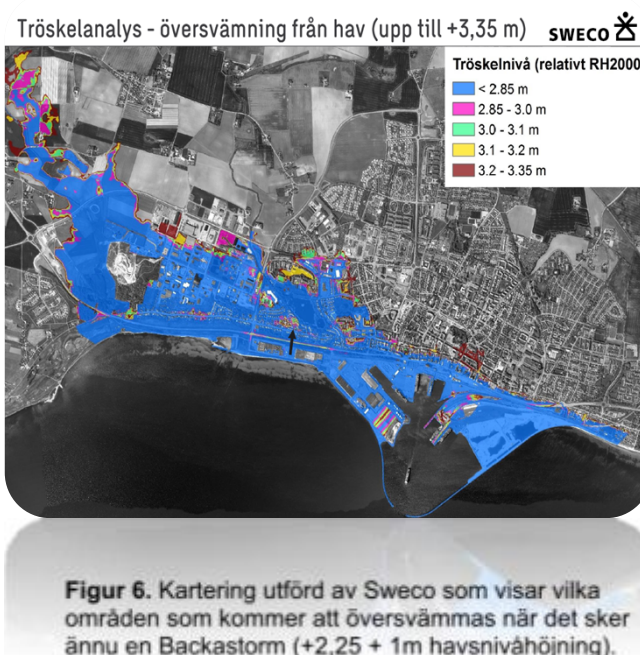 Tröskelanalys - översvämning från hav (upp till +3,35 m)
SWECO
Tröskelnivå (relativt RH2000
< 2.85 m
2.85 - 3.0 m
3.0 - 3.1 m
3.1 - 3.2 m
3.2 - 3.35 m
Figur 6. Kartering utförd av Sweco som visar vilka
områden som kommer att översvämmas när det sker
ännu en Backastorm (+2,25 + 1m havsnivåhöjning).